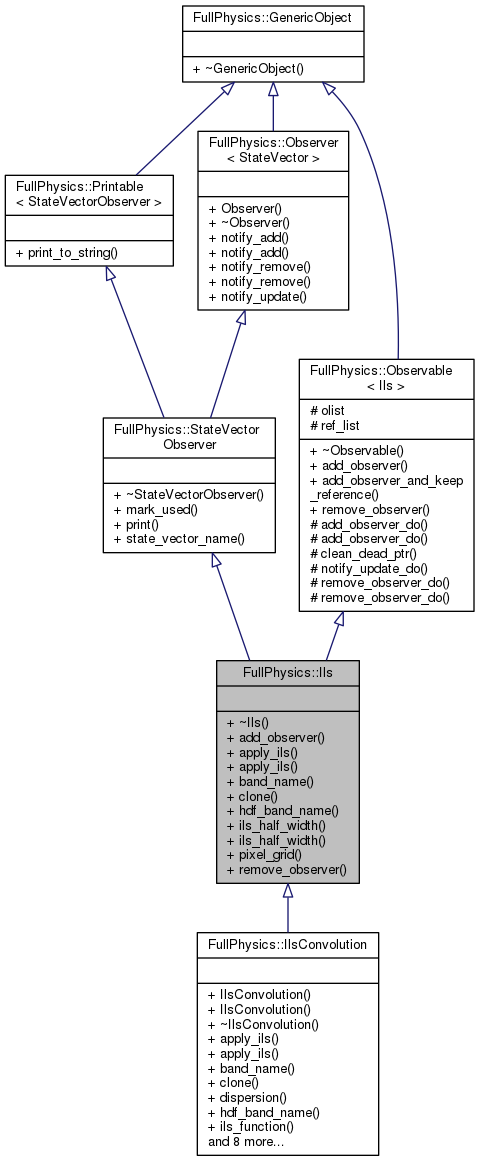 FullPhysics::GenericObject
+ ~GenericObject()
FullPhysics::Observer
< StateVector >
+ Observer()
+ ~Observer()
+ notify_add()
+ notify_add()
+ notify_remove()
+ notify_remove()
+ notify_update()
FullPhysics::Printable
< StateVectorObserver >
+ print_to_string()
FullPhysics::Observable
< Ils >
# olist
# ref_list
+ ~Observable()
+ add_observer()
+ add_observer_and_keep
_reference()
+ remove_observer()
# add_observer_do()
# add_observer_do()
# clean_dead_ptr()
# notify_update_do()
# remove_observer_do()
# remove_observer_do()
FullPhysics::StateVector
Observer
+ ~StateVectorObserver()
+ mark_used()
+ print()
+ state_vector_name()
FullPhysics::Ils
+ ~Ils()
+ add_observer()
+ apply_ils()
+ apply_ils()
+ band_name()
+ clone()
+ hdf_band_name()
+ ils_half_width()
+ ils_half_width()
+ pixel_grid()
+ remove_observer()
FullPhysics::IlsConvolution
+ IlsConvolution()
+ IlsConvolution()
+ ~IlsConvolution()
+ apply_ils()
+ apply_ils()
+ band_name()
+ clone()
+ dispersion()
+ hdf_band_name()
+ ils_function()
and 8 more...